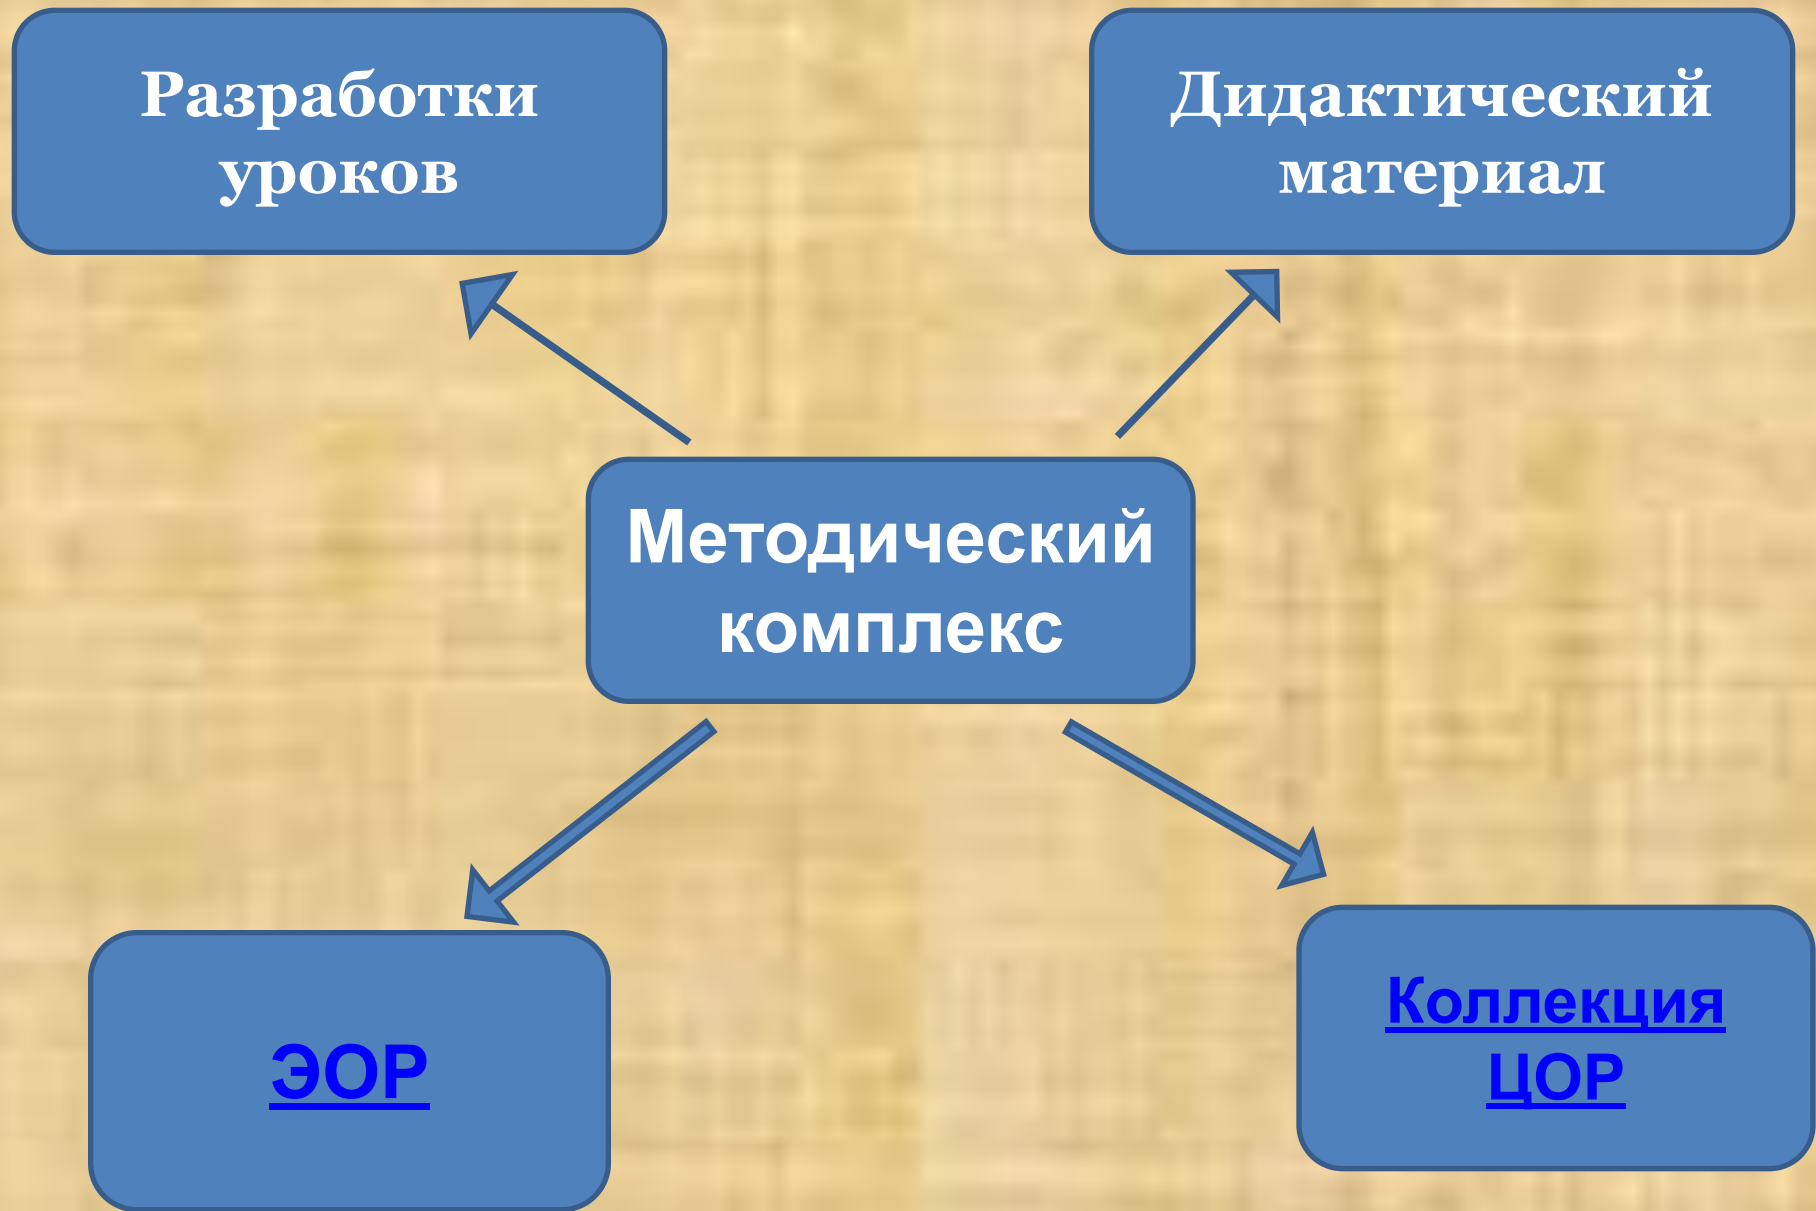 Разработки
уроков
Дидактический
материал
Методический
комплекс
ЭОР
Коллекция
ЦОР